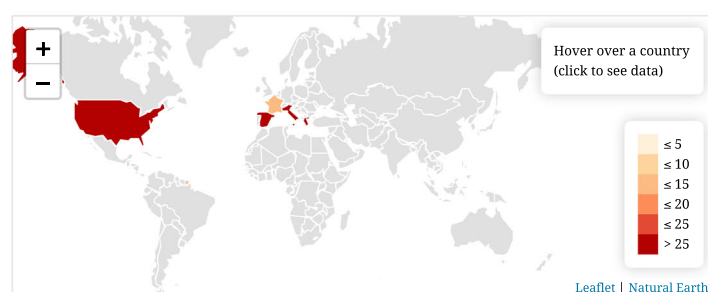 +
−
Hover over a country
(click to see data)
≤ 5
≤ 10
≤ 15
≤ 20
≤ 25
> 25
Leaflet | Natural Earth